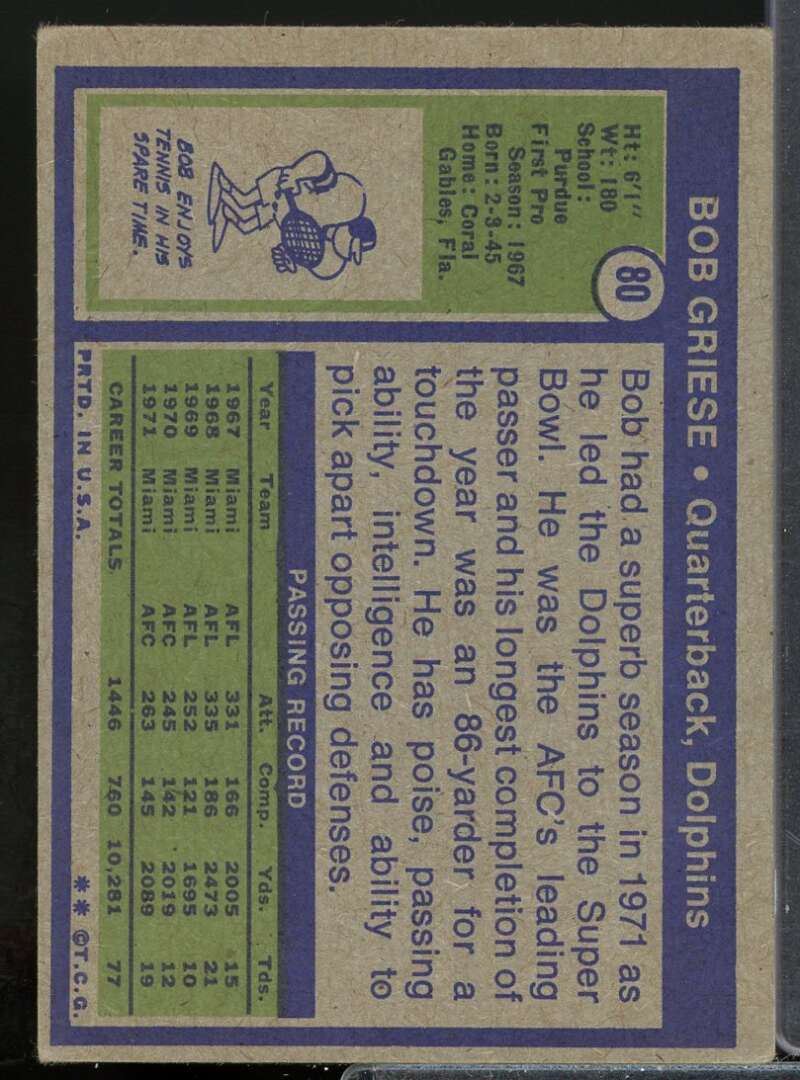 BOB GRIESE • Quarterback, Dolphins
80
Ht: 6'1"
Wt: 180
School:
Purdue
First Pro
Season: 1967
Born: 2-3-45
Home: Coral
Gables, Fla.
BOB ENJOYS
TENNIS IN HIS
SPARE TIME.
Bob had a superb season in 1971 as
he led the Dolphins to the Super
Bowl. He was the AFC's leading
passer and his longest completion of
the year was an 86-yarder for a
touchdown. He has poise, passing
ability, intelligence and ability to
pick apart opposing defenses.
PASSING RECORD
Year Team Att. Comp. Yds. Tds.
1967 Miami AFL 331 166 2005 15
1968 Miami AFL 335 186 2473 21
1969 Miami AFL 252 121 1695 10
1970 Miami AFC 245 142 2019 12
1971 Miami AFC 263 145 2089 19
CAREER TOTALS 1446 760 10,281 77
PRTD. IN U.S.A. ** ©T.C.G.